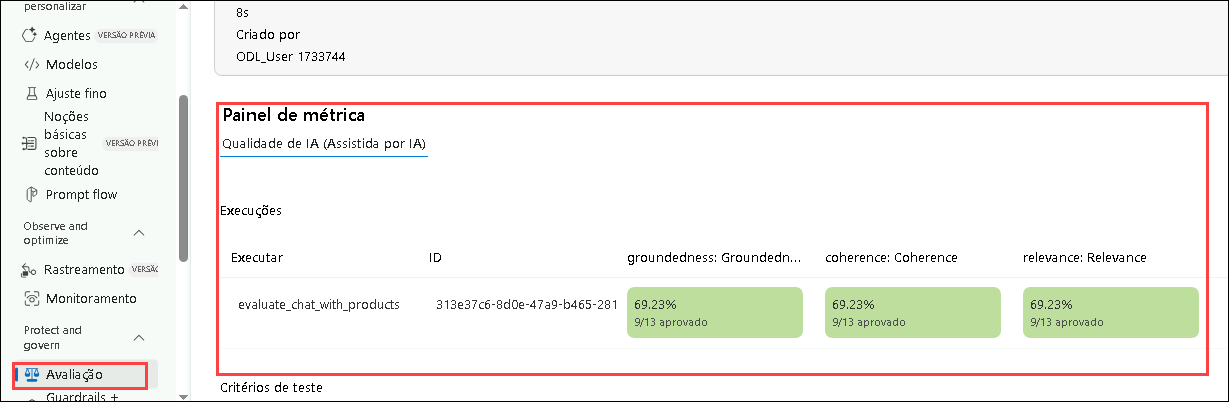 personalizar
Agentes VERSÃO PRÉVIA
Modelos
Ajuste fino
Noções
básicas
sobre
conteúdo
VERSÃO PRÉVI
Prompt flow
Observe and
optimize
Rastreamento VERSÃC
Monitoramento
Protect and
govern
Avaliação
Guardrails +
8s
Criado por
ODL_User 1733744
Painel de métrica
Qualidade de IA (Assistida por IA)
Execuções
Executar ID groundedness: Groundedn... coherence: Coherence relevance: Relevance
evaluate_chat_with_products 313e37c6-8d0e-47a9-b465-281 69.23% 69.23% 69.23%
9/13 aprovado 9/13 aprovado 9/13 aprovado
Critérios de teste